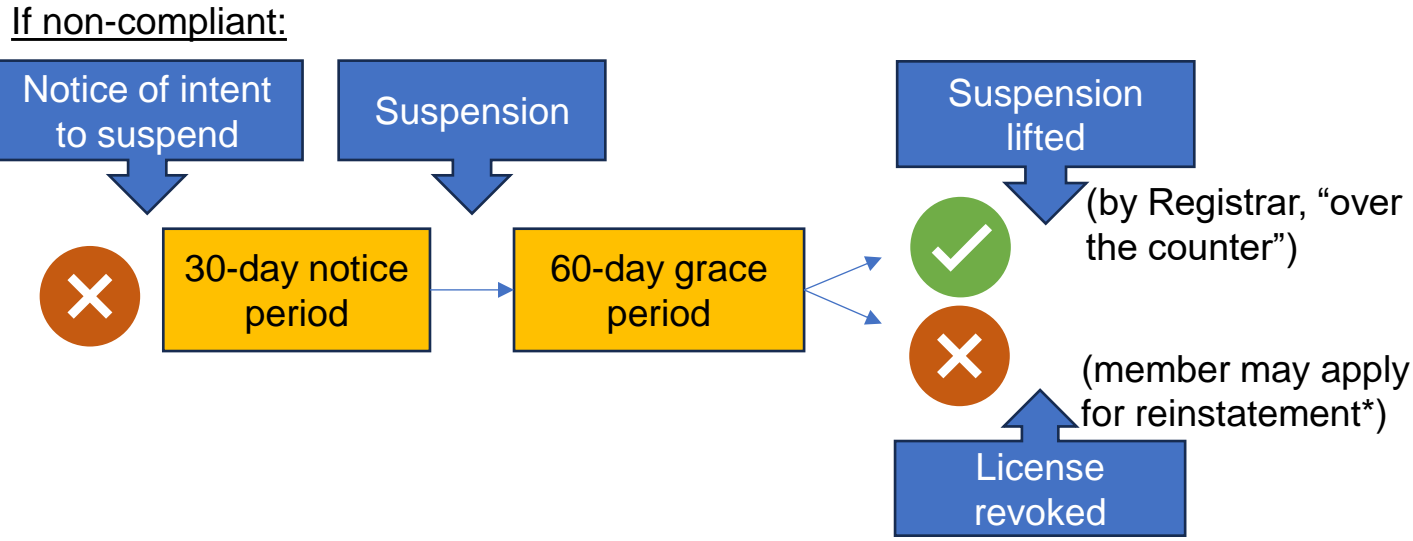 If non-compliant:
Notice of intent
to suspend
Suspension
Suspension
lifted
30-day notice
period
60-day grace
period
(by Registrar, “over
the counter”)
(member may apply
for reinstatement*)
License
revoked